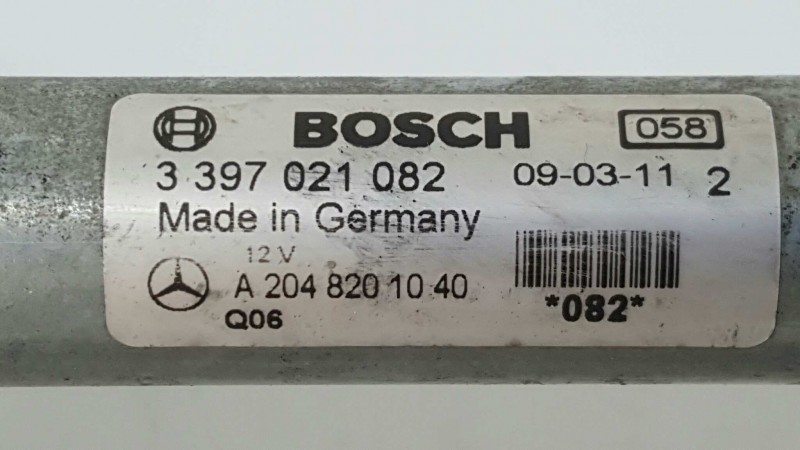 BOSCH 058
3 397 021 082 09-03-11 2
Made in Germany
12 V
A 204 820 10 40
Q06 *082*